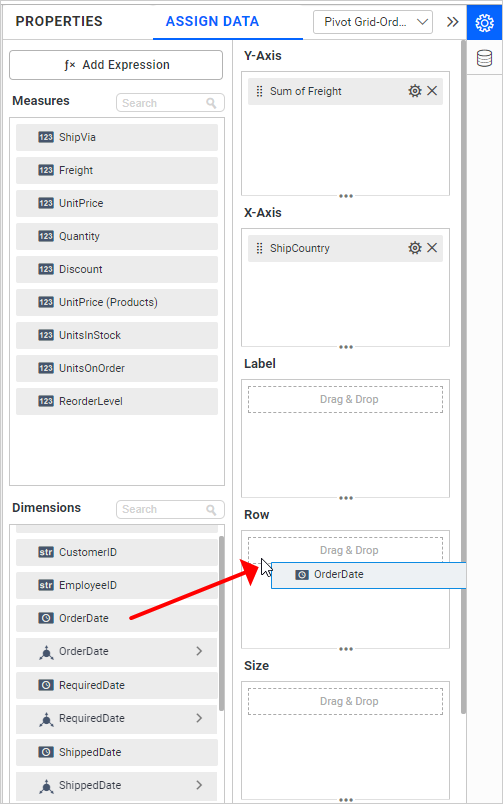 PROPERTIES
ASSIGN DATA
Pivot Grid-Ord...
ƒx Add Expression
Measures
Search
123 ShipVia
123 Freight
123 UnitPrice
123 Quantity
123 Discount
123 UnitPrice (Products)
123 UnitsInStock
123 UnitsOnOrder
123 ReorderLevel
Dimensions
Search
str CustomerID
str EmployeeID
OrderDate
OrderDate
RequiredDate
RequiredDate
ShippedDate
ShippedDate
Y-Axis
Sum of Freight
X-Axis
ShipCountry
Label
Drag & Drop
Row
Drag & Drop
OrderDate
Size
Drag & Drop